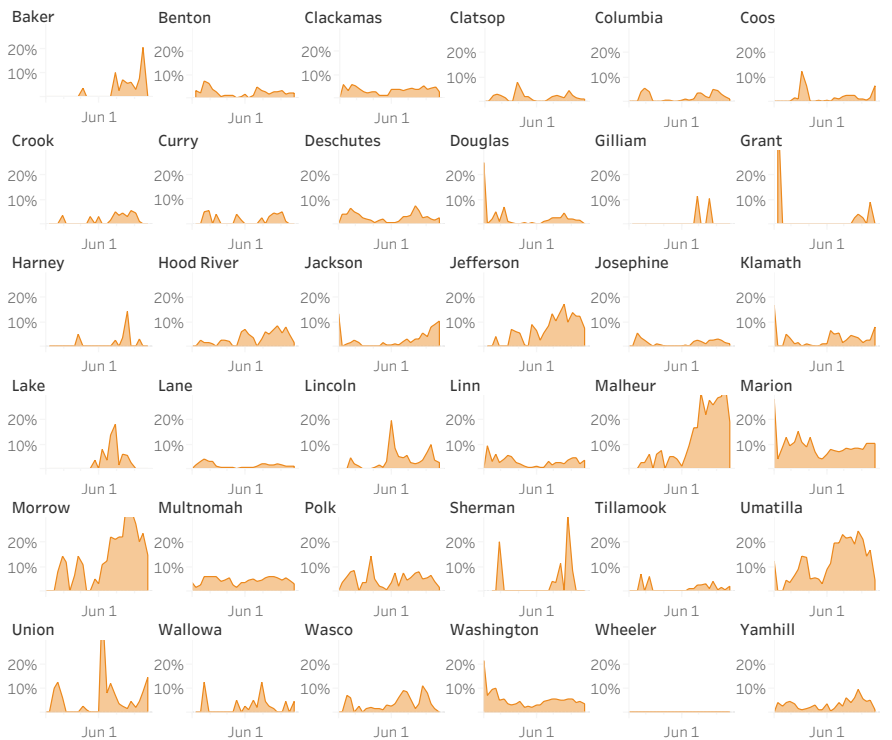 Baker Benton Clackamas Clatsop Columbia Coos
20% 20% 20% 20% 20% 20%
10% 10% 10% 10% 10% 10%
Jun 1 Jun 1 Jun 1 Jun 1 Jun 1 Jun 1
Crook Curry Deschutes Douglas Gilliam Grant
20% 20% 20% 20% 20% 20%
10% 10% 10% 10% 10% 10%
Jun 1 Jun 1 Jun 1 Jun 1 Jun 1 Jun 1
Harney Hood River Jackson Jefferson Josephine Klamath
20% 20% 20% 20% 20% 20%
10% 10% 10% 10% 10% 10%
Jun 1 Jun 1 Jun 1 Jun 1 Jun 1 Jun 1
Lake Lane Lincoln Linn Malheur Marion
20% 20% 20% 20% 20% 20%
10% 10% 10% 10% 10% 10%
Jun 1 Jun 1 Jun 1 Jun 1 Jun 1 Jun 1
Morrow Multnomah Polk Sherman Tillamook Umatilla
20% 20% 20% 20% 20% 20%
10% 10% 10% 10% 10% 10%
Jun 1 Jun 1 Jun 1 Jun 1 Jun 1 Jun 1
Union Wallowa Wasco Washington Wheeler Yamhill
20% 20% 20% 20% 20% 20%
10% 10% 10% 10% 10% 10%
Jun 1 Jun 1 Jun 1 Jun 1 Jun 1 Jun 1